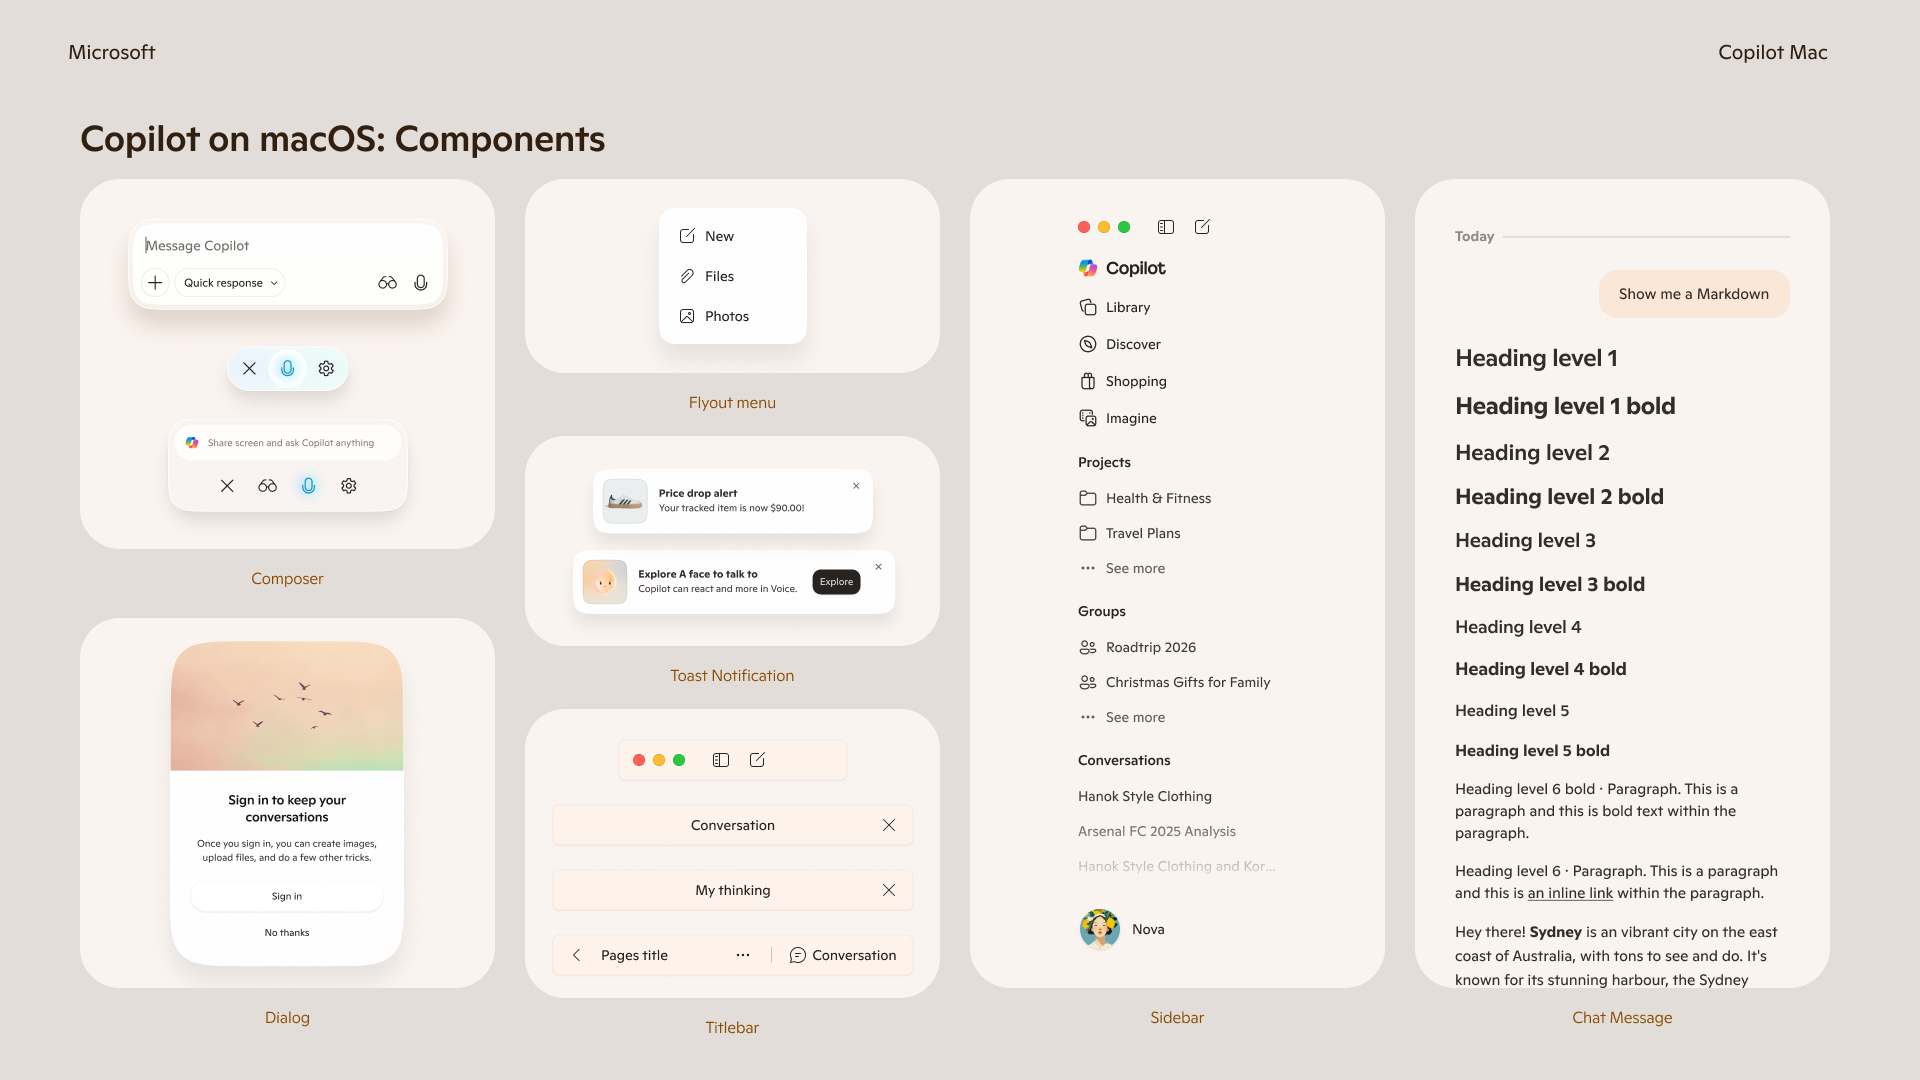 Microsoft
Copilot Mac
Copilot on macOS: Components
Message Copilot
Quick response
Share screen and ask Copilot anything
Composer
Sign in to keep your
conversations
Once you sign in, you can create images,
upload files, and do a few other tricks.
Sign in
No thanks
Dialog
New
Files
Photos
Flyout menu
Price drop alert
Your tracked item is now $90.00!
Explore A face to talk to
Copilot can react and more in Voice.
Explore
Toast Notification
Conversation
My thinking
Pages title
Conversation
Titlebar
Copilot
Library
Discover
Shopping
Imagine
Projects
Health & Fitness
Travel Plans
See more
Groups
Roadtrip 2026
Christmas Gifts for Family
See more
Conversations
Hanok Style Clothing
Arsenal FC 2025 Analysis
Hanok Style Clothing and Kor...
Nova
Sidebar
Today
Show me a Markdown
Heading level 1
Heading level 1 bold
Heading level 2
Heading level 2 bold
Heading level 3
Heading level 3 bold
Heading level 4
Heading level 4 bold
Heading level 5
Heading level 5 bold
Heading level 6 bold · Paragraph. This is a
paragraph and this is bold text within the
paragraph.
Heading level 6 · Paragraph. This is a paragraph
and this is an inline link within the paragraph.
Hey there! Sydney is an vibrant city on the east
coast of Australia, with tons to see and do. It's
known for its stunning harbour, the Sydney
Chat Message